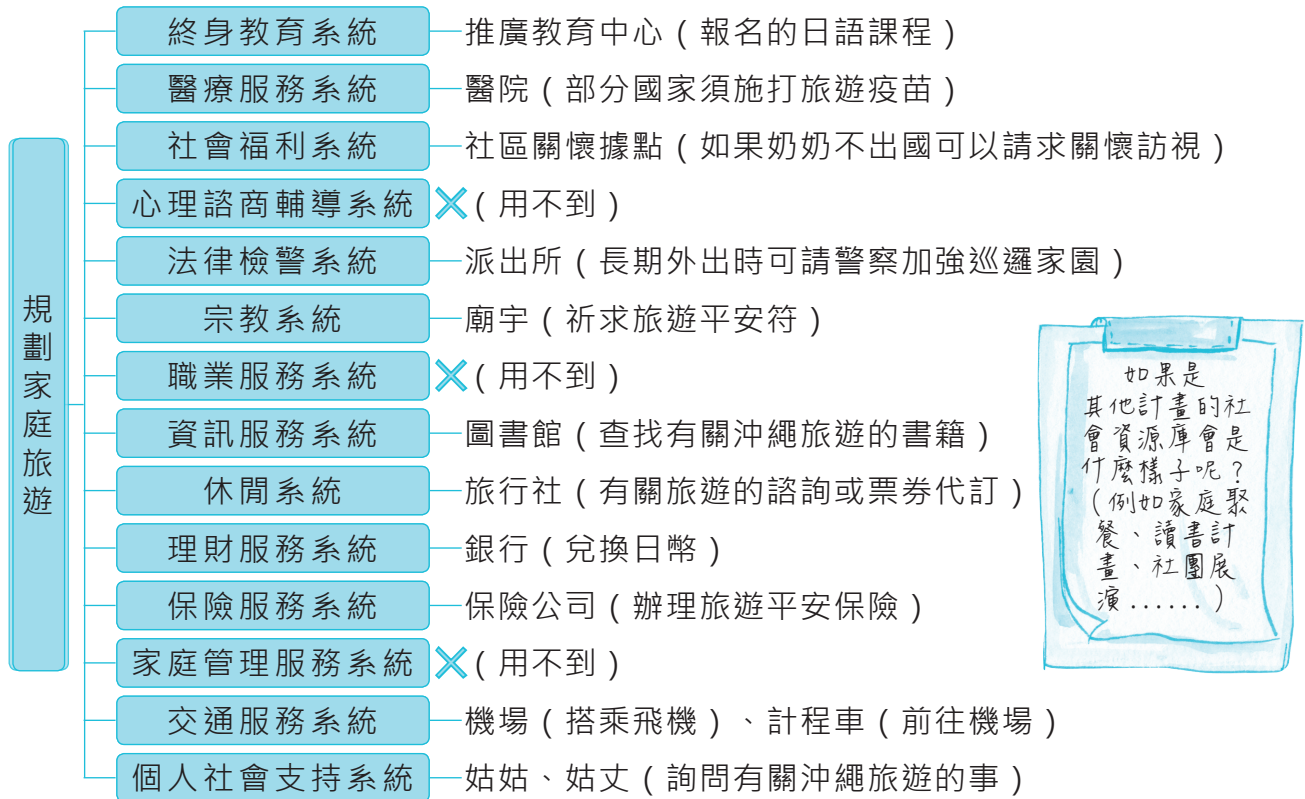 規劃家庭旅遊
終身教育系統 推廣教育中心（報名的日語課程）
醫療服務系統 醫院（部分國家須施打旅遊疫苗）
社會福利系統 社區關懷據點（如果奶奶不出國可以請求關懷訪視）
心理諮商輔導系統 （用不到）
法律檢警系統 派出所（長期外出時可請警察加強巡邏家園）
宗教系統 廟宇（祈求旅遊平安符）
職業服務系統 （用不到）
資訊服務系統 圖書館（查找有關沖繩旅遊的書籍）
休閒系統 旅行社（有關旅遊的諮詢或票券代訂）
理財服務系統 銀行（兌換日幣）
保險服務系統 保險公司（辦理旅遊平安保險）
家庭管理服務系統 （用不到）
交通服務系統 機場（搭乘飛機）、計程車（前往機場）
個人社會支持系統 姑姑、姑丈（詢問有關沖繩旅遊的事）
如果是
其他計畫的社
會資源庫會是
什麼樣子呢？
（例如家庭聚
餐、讀書計
畫、社團展
演......）